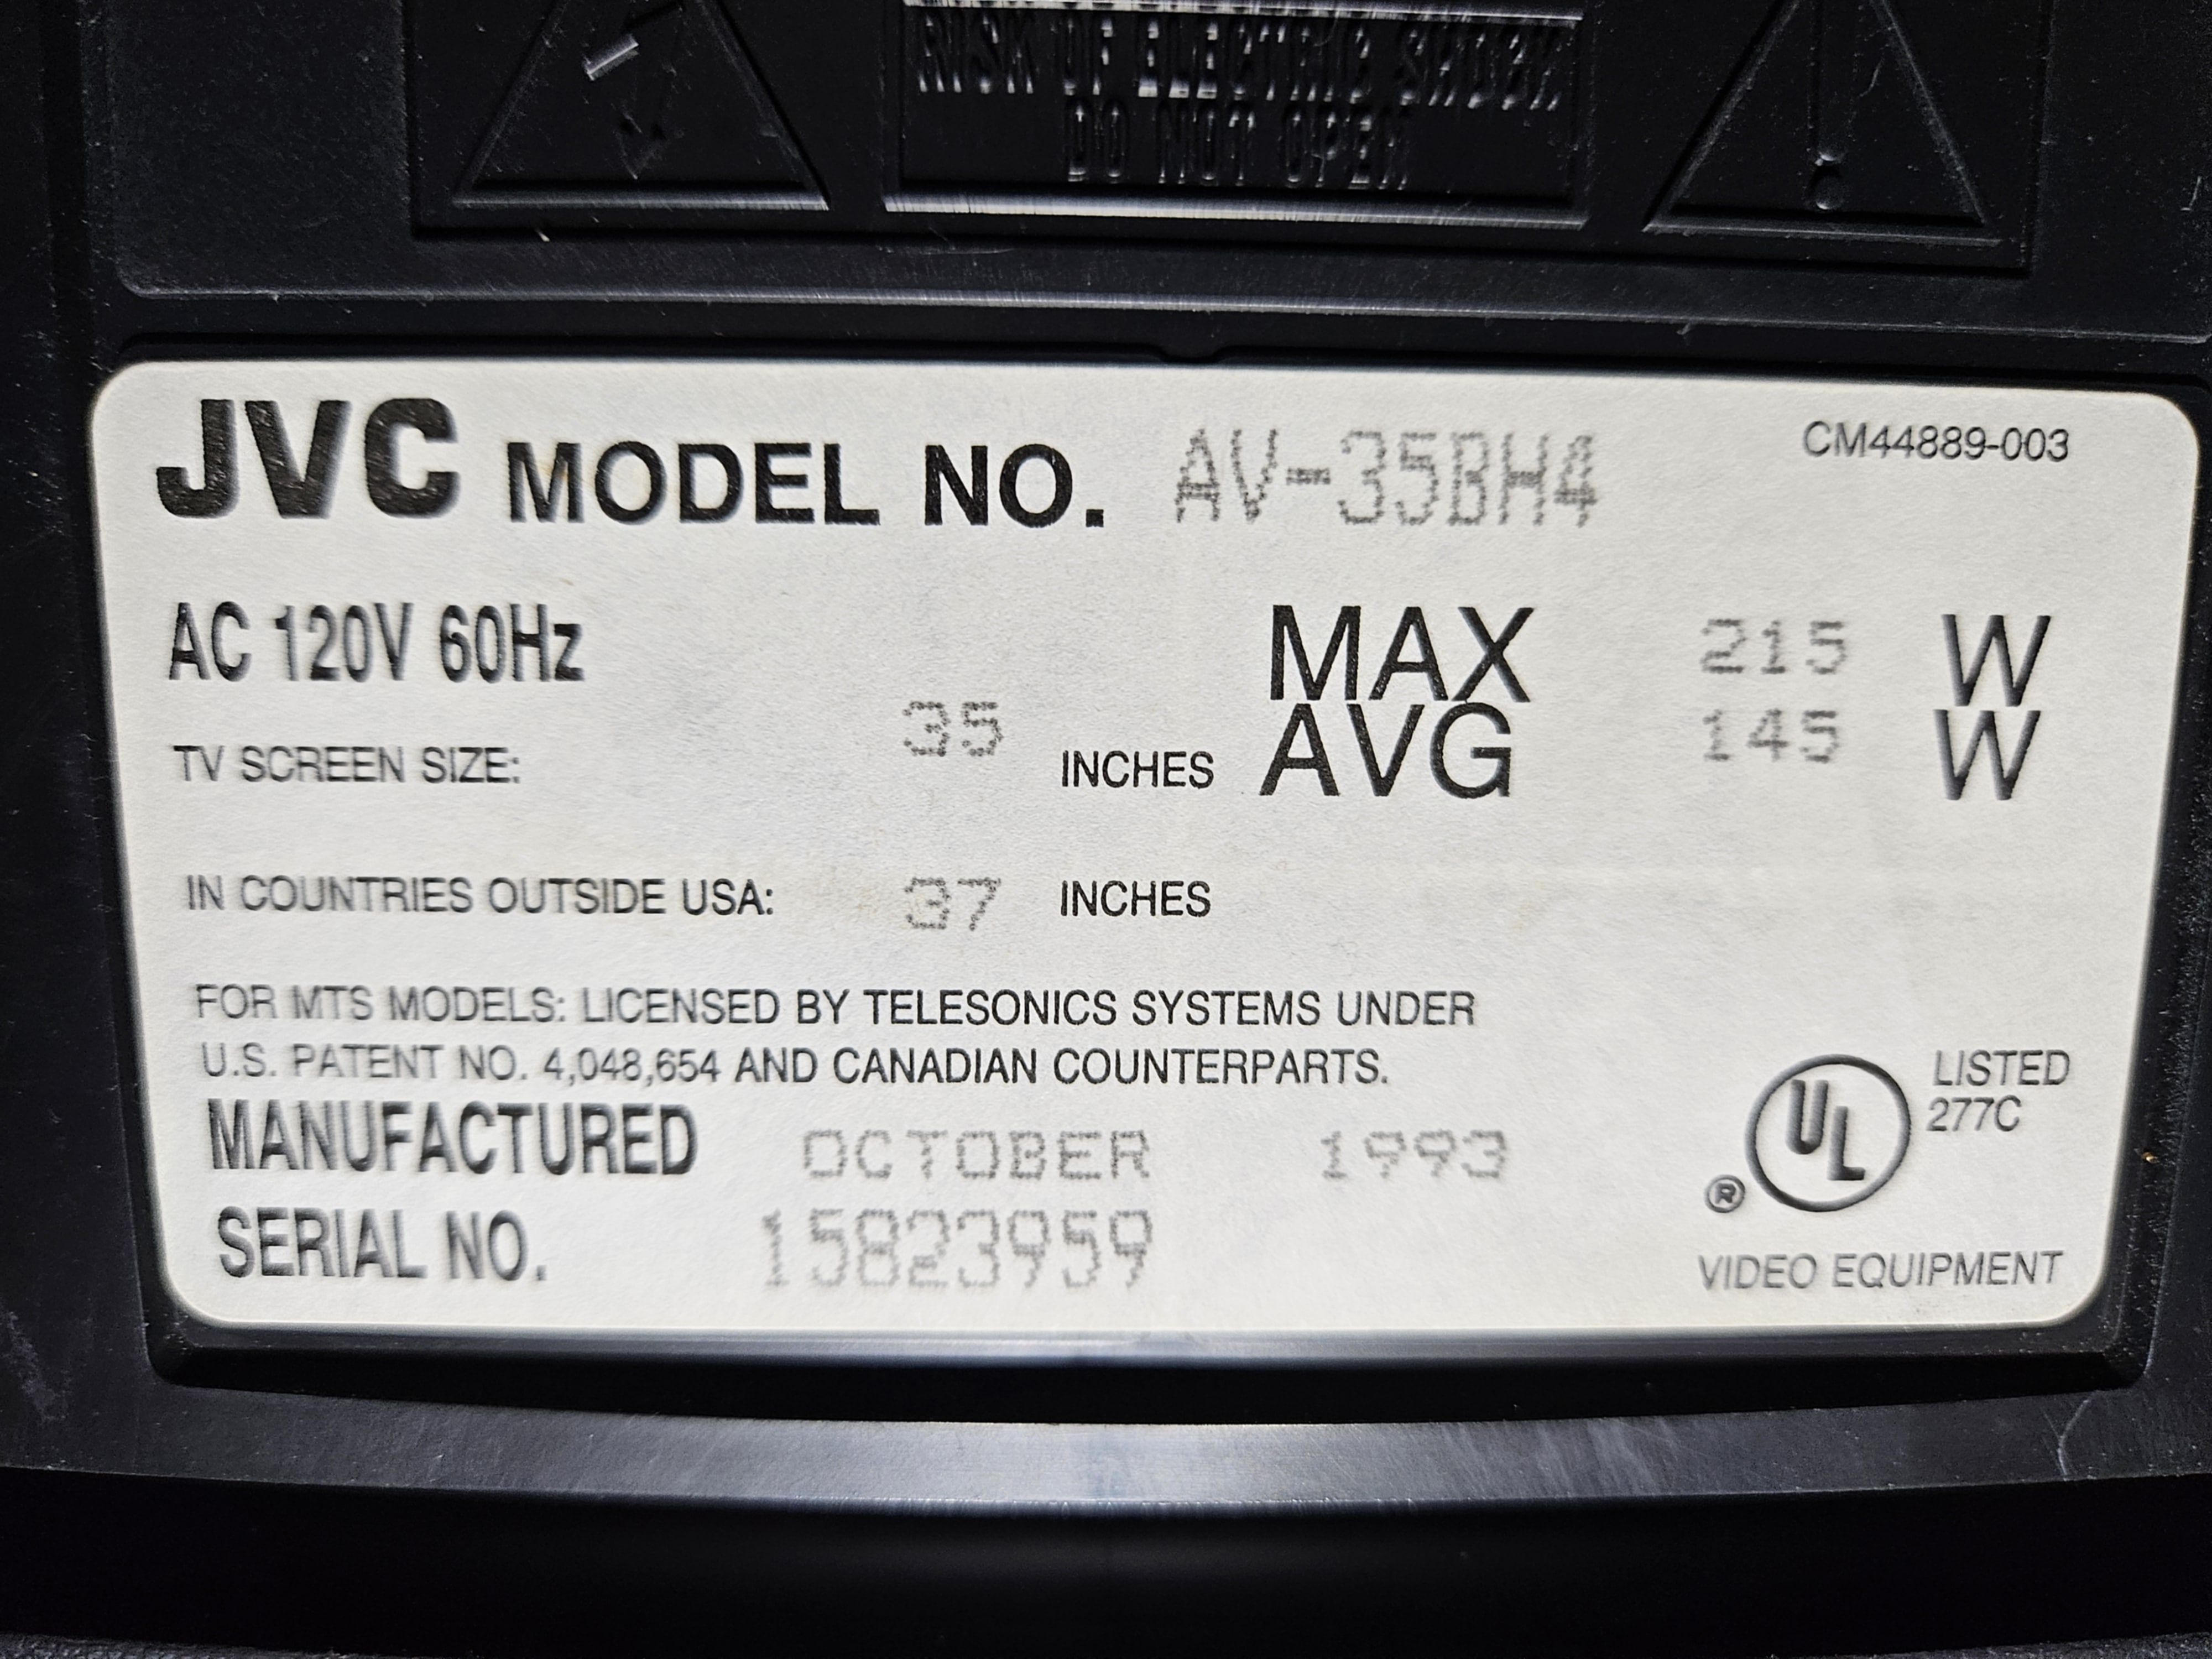 RISK OF ELECTRIC SHOCK
DO NOT OPEN
JVC MODEL NO. AV-35BH4 CM44889-003
AC 120V 60Hz MAX 215 W
TV SCREEN SIZE: 35 INCHES AVG 145 W
IN COUNTRIES OUTSIDE USA: 37 INCHES
FOR MTS MODELS: LICENSED BY TELESONICS SYSTEMS UNDER
U.S. PATENT NO. 4,048,654 AND CANADIAN COUNTERPARTS.
MANUFACTURED OCTOBER 1993
SERIAL NO. 15823959
UL ® LISTED
277C
VIDEO EQUIPMENT